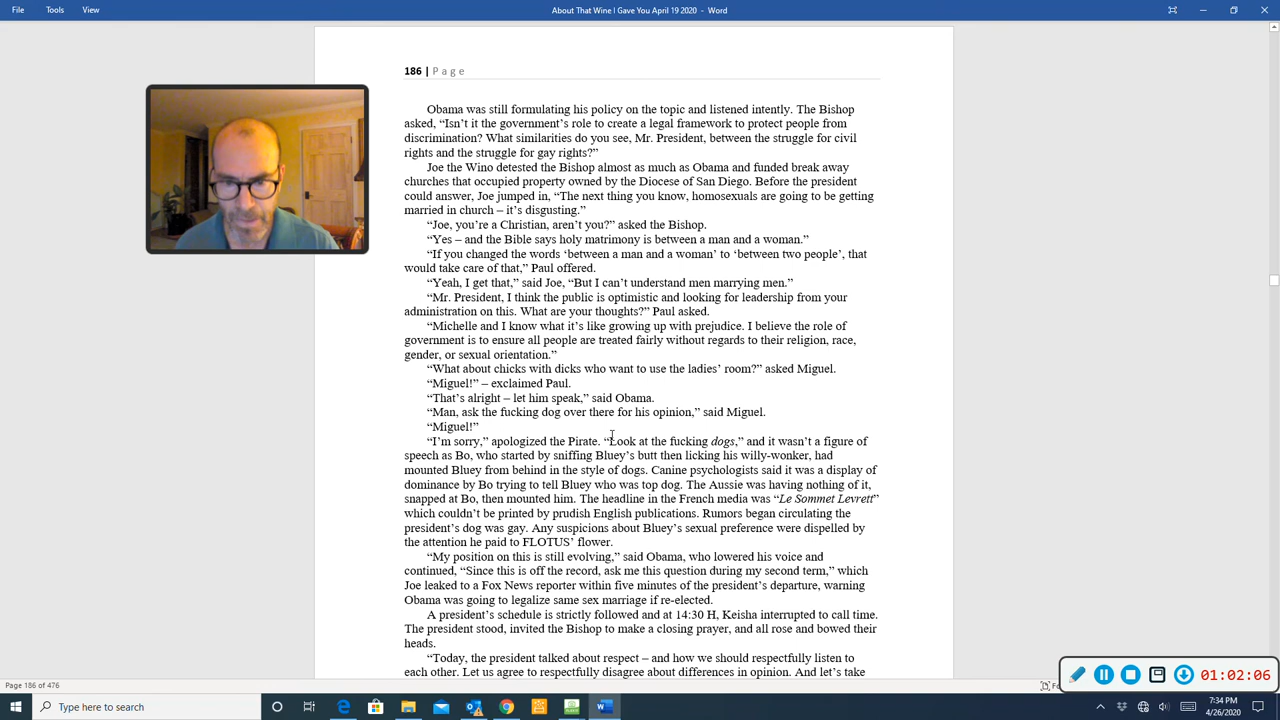 File Tools View About That Wine I Gave You April 19 2020 - Word
186 | Page
Obama was still formulating his policy on the topic and listened intently. The Bishop
asked, “Isn’t it the government’s role to create a legal framework to protect people from
discrimination? What similarities do you see, Mr. President, between the struggle for civil
rights and the struggle for gay rights?”
Joe the Wino detested the Bishop almost as much as Obama and funded break away
churches that occupied property owned by the Diocese of San Diego. Before the president
could answer, Joe jumped in, “The next thing you know, homosexuals are going to be getting
married in church – it’s disgusting.”
“Joe, you’re a Christian, aren’t you?” asked the Bishop.
“Yes – and the Bible says holy matrimony is between a man and a woman.”
“If you changed the words ‘between a man and a woman’ to ‘between two people’, that
would take care of that,” Paul offered.
“Yeah, I get that,” said Joe, “But I can’t understand men marrying men.”
“Mr. President, I think the public is optimistic and looking for leadership from your
administration on this. What are your thoughts?” Paul asked.
“Michelle and I know what it’s like growing up with prejudice. I believe the role of
government is to ensure all people are treated fairly without regards to their religion, race,
gender, or sexual orientation.”
“What about chicks with dicks who want to use the ladies’ room?” asked Miguel.
“Miguel!” – exclaimed Paul.
“That’s alright – let him speak,” said Obama.
“Man, ask the fucking dog over there for his opinion,” said Miguel.
“Miguel!”
“I’m sorry,” apologized the Pirate. “Look at the fucking dogs,” and it wasn’t a figure of
speech as Bo, who started by sniffing Bluey’s butt then licking his willy-wonker, had
mounted Bluey from behind in the style of dogs. Canine psychologists said it was a display of
dominance by Bo trying to tell Bluey who was top dog. The Aussie was having nothing of it,
snapped at Bo, then mounted him. The headline in the French media was “Le Sommet Levrett”
which couldn’t be printed by prudish English publications. Rumors began circulating the
president’s dog was gay. Any suspicions about Bluey’s sexual preference were dispelled by
the attention he paid to FLOTUS’ flower.
“My position on this is still evolving,” said Obama, who lowered his voice and
continued, “Since this is off the record, ask me this question during my second term,” which
Joe leaked to a Fox News reporter within five minutes of the president’s departure, warning
Obama was going to legalize same sex marriage if re-elected.
A president’s schedule is strictly followed and at 14:30 H, Keisha interrupted to call time.
The president stood, invited the Bishop to make a closing prayer, and all rose and bowed their
heads.
“Today, the president talked about respect – and how we should respectfully listen to
each other. Let us agree to respectfully disagree about differences in opinion. And let’s take
01:02:06
Page 186 of 476
Type here to search
7:34 PM
4/26/2020